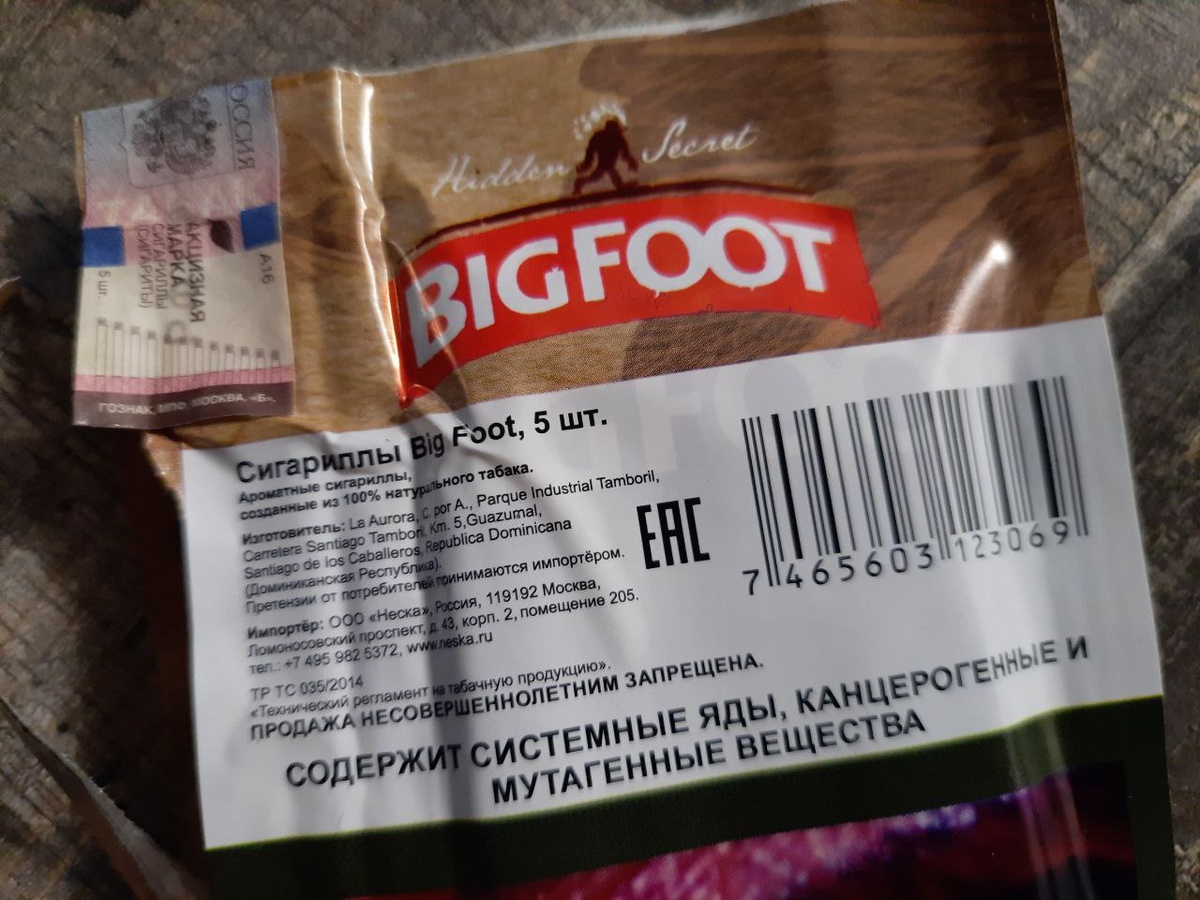 РОССИЯ
АКЦИЗНАЯ
МАРКА
СИГАРИЛЛЫ
(СИГАРИТЫ)
А16
5 шт.
ГОЗНАК, МПФ, МОСКВА, «Б».
Hidden Secret
BIGFOOT
Сигариллы Big Foot, 5 шт.
Ароматные сигариллы,
созданные из 100% натурального табака.
Изготовитель: La Aurora, C. por A., Parque Industrial Tamboril,
Carretera Santiago Tamboril, Km. 5,Guazumal,
Santiago de los Caballeros, Republica Dominicana
(Доминиканская Республика).
Претензии от потребителей принимаются импортёром.
Импортёр: ООО «Неска», Россия, 119192 Москва,
Ломоносовский проспект, д. 43, корп. 2, помещение 205.
тел.: +7 495 982 5372, www.neska.ru
ТР ТС 035/2014
«Технический регламент на табачную продукцию».
ПРОДАЖА НЕСОВЕРШЕННОЛЕТНИМ ЗАПРЕЩЕНА.
EAC
7 465603 123069
СОДЕРЖИТ СИСТЕМНЫЕ ЯДЫ, КАНЦЕРОГЕННЫЕ И
МУТАГЕННЫЕ ВЕЩЕСТВА